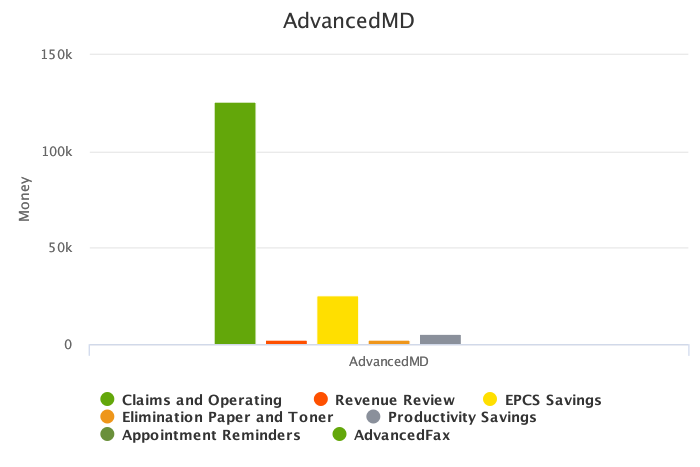 AdvancedMD
150k
100k
50k
0
Money
AdvancedMD
Claims and Operating Revenue Review EPCS Savings
Elimination Paper and Toner Productivity Savings
Appointment Reminders AdvancedFax